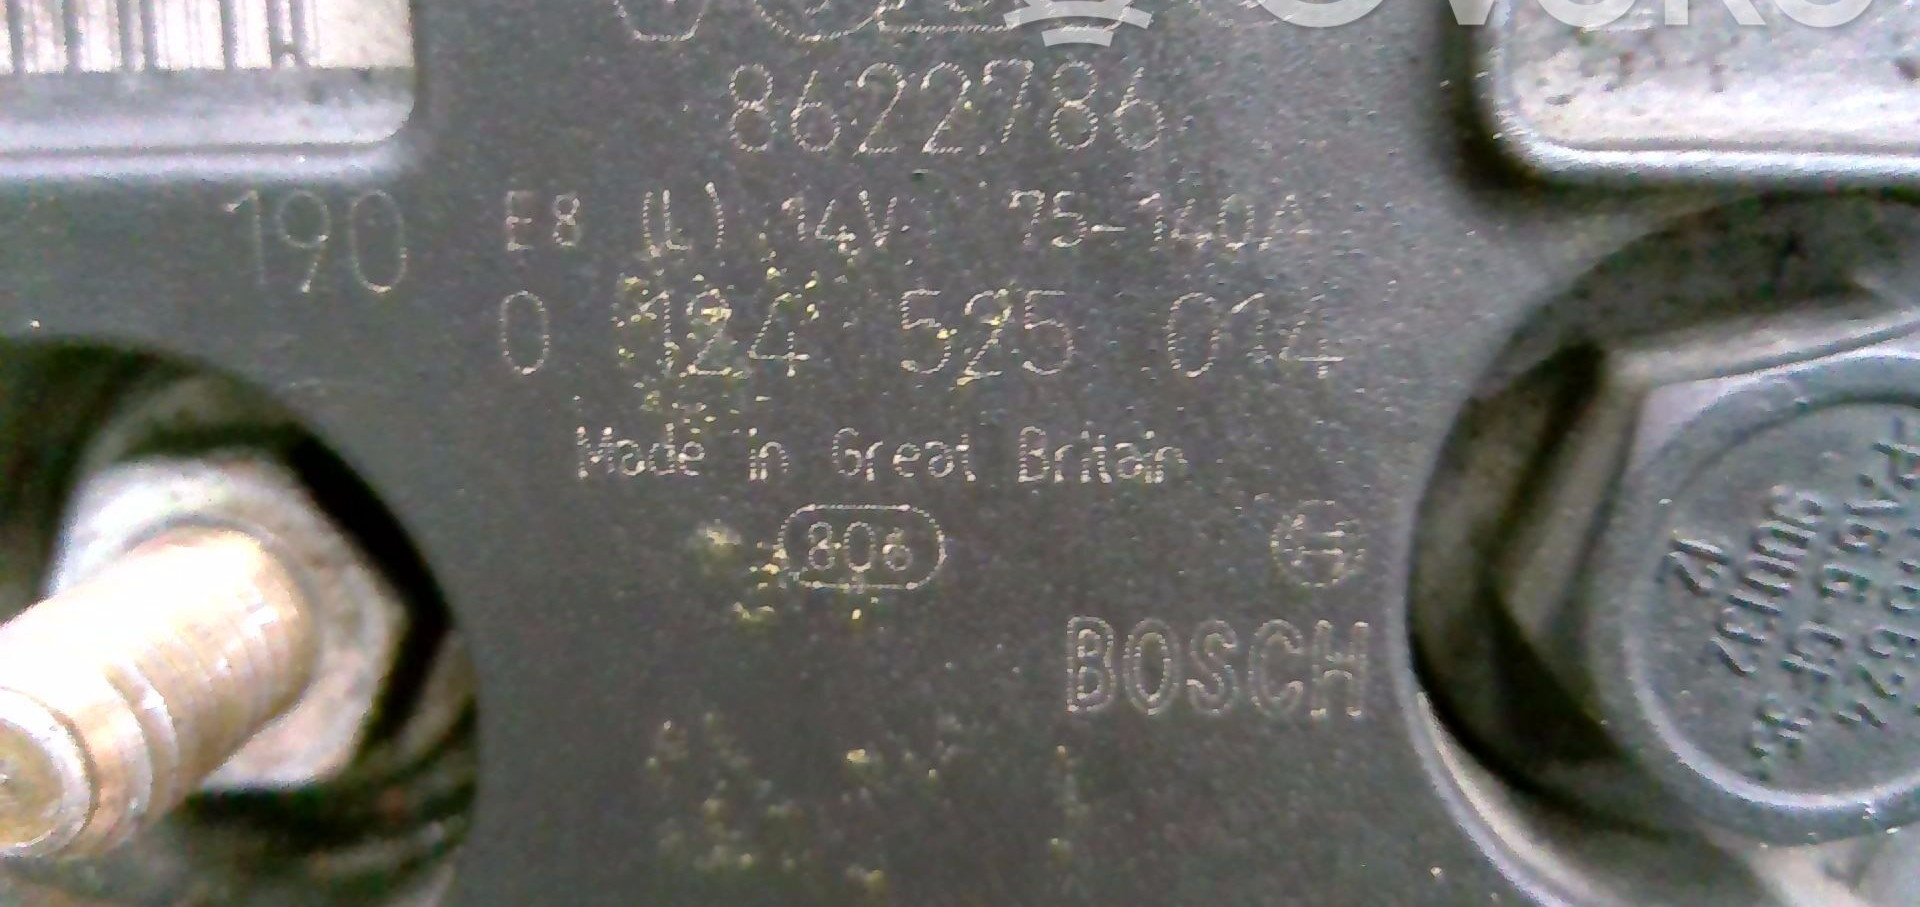 8622786
190 E8 (L) 14V 75-140A
0 124 525 014
Made in Great Britain
806
BOSCH